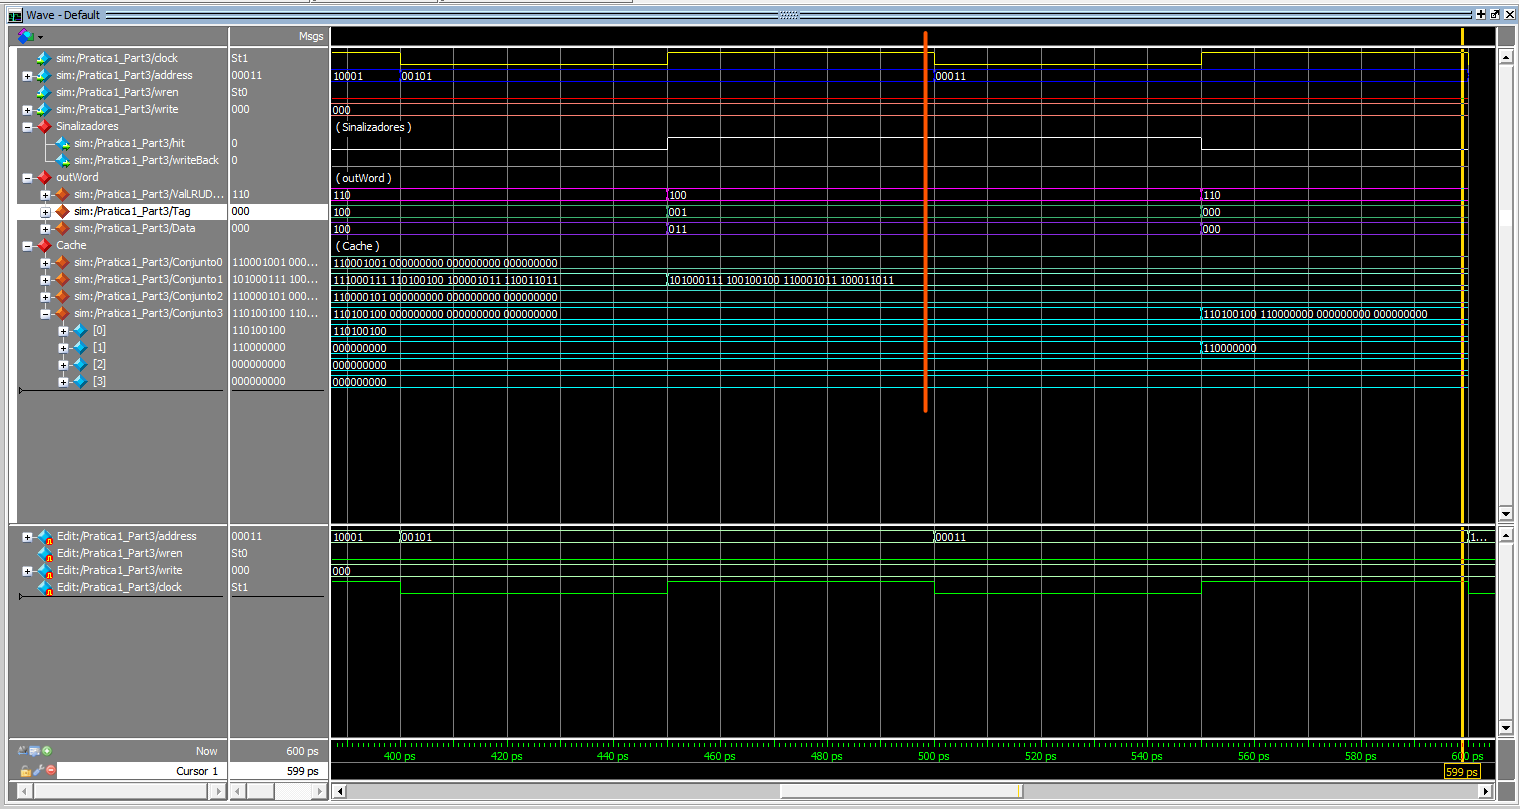 Wave - Default
Msgs
sim:/Pratica1_Part3/clock St1
sim:/Pratica1_Part3/address 00011 10001 00101 00011
sim:/Pratica1_Part3/wren St0
sim:/Pratica1_Part3/write 000 000
Sinalizadores ( Sinalizadores )
sim:/Pratica1_Part3/hit 0
sim:/Pratica1_Part3/writeBack 0
outWord ( outWord )
sim:/Pratica1_Part3/ValLRUD... 110 110 100 110
sim:/Pratica1_Part3/Tag 000 100 001 000
sim:/Pratica1_Part3/Data 000 100 011 000
Cache ( Cache )
sim:/Pratica1_Part3/Conjunto0 110001001 000... 110001001 000000000 000000000 000000000
sim:/Pratica1_Part3/Conjunto1 101000111 100... 111000111 110100100 100001011 110011011 101000111 100100100 110001011 100011011
sim:/Pratica1_Part3/Conjunto2 110000101 000... 110000101 000000000 000000000 000000000
sim:/Pratica1_Part3/Conjunto3 110100100 110... 110100100 000000000 000000000 000000000 110100100 110000000 000000000 000000000
[0] 110100100 110100100
[1] 110000000 000000000 110000000
[2] 000000000 000000000
[3] 000000000 000000000
Edit:/Pratica1_Part3/address 00011 10001 00101 00011 1...
Edit:/Pratica1_Part3/wren St0
Edit:/Pratica1_Part3/write 000 000
Edit:/Pratica1_Part3/clock St1
Now 600 ps 400 ps 420 ps 440 ps 460 ps 480 ps 500 ps 520 ps 540 ps 560 ps 580 ps 600 ps
Cursor 1 599 ps 599 ps